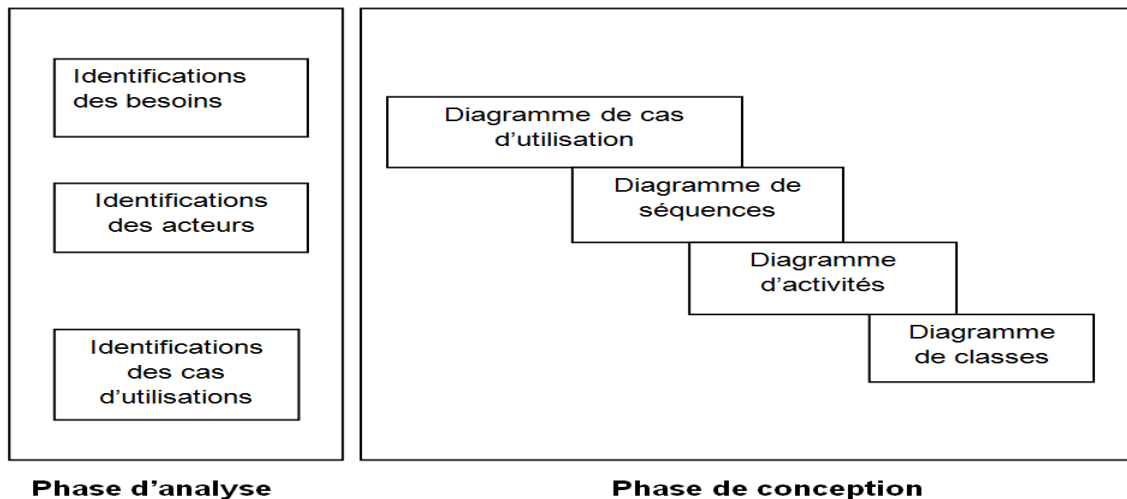 Identifications
des besoins
Identifications
des acteurs
Identifications
des cas
d’utilisations
Phase d’analyse
Diagramme de cas
d’utilisation
Diagramme de
séquences
Diagramme
d’activités
Diagramme
de classes
Phase de conception